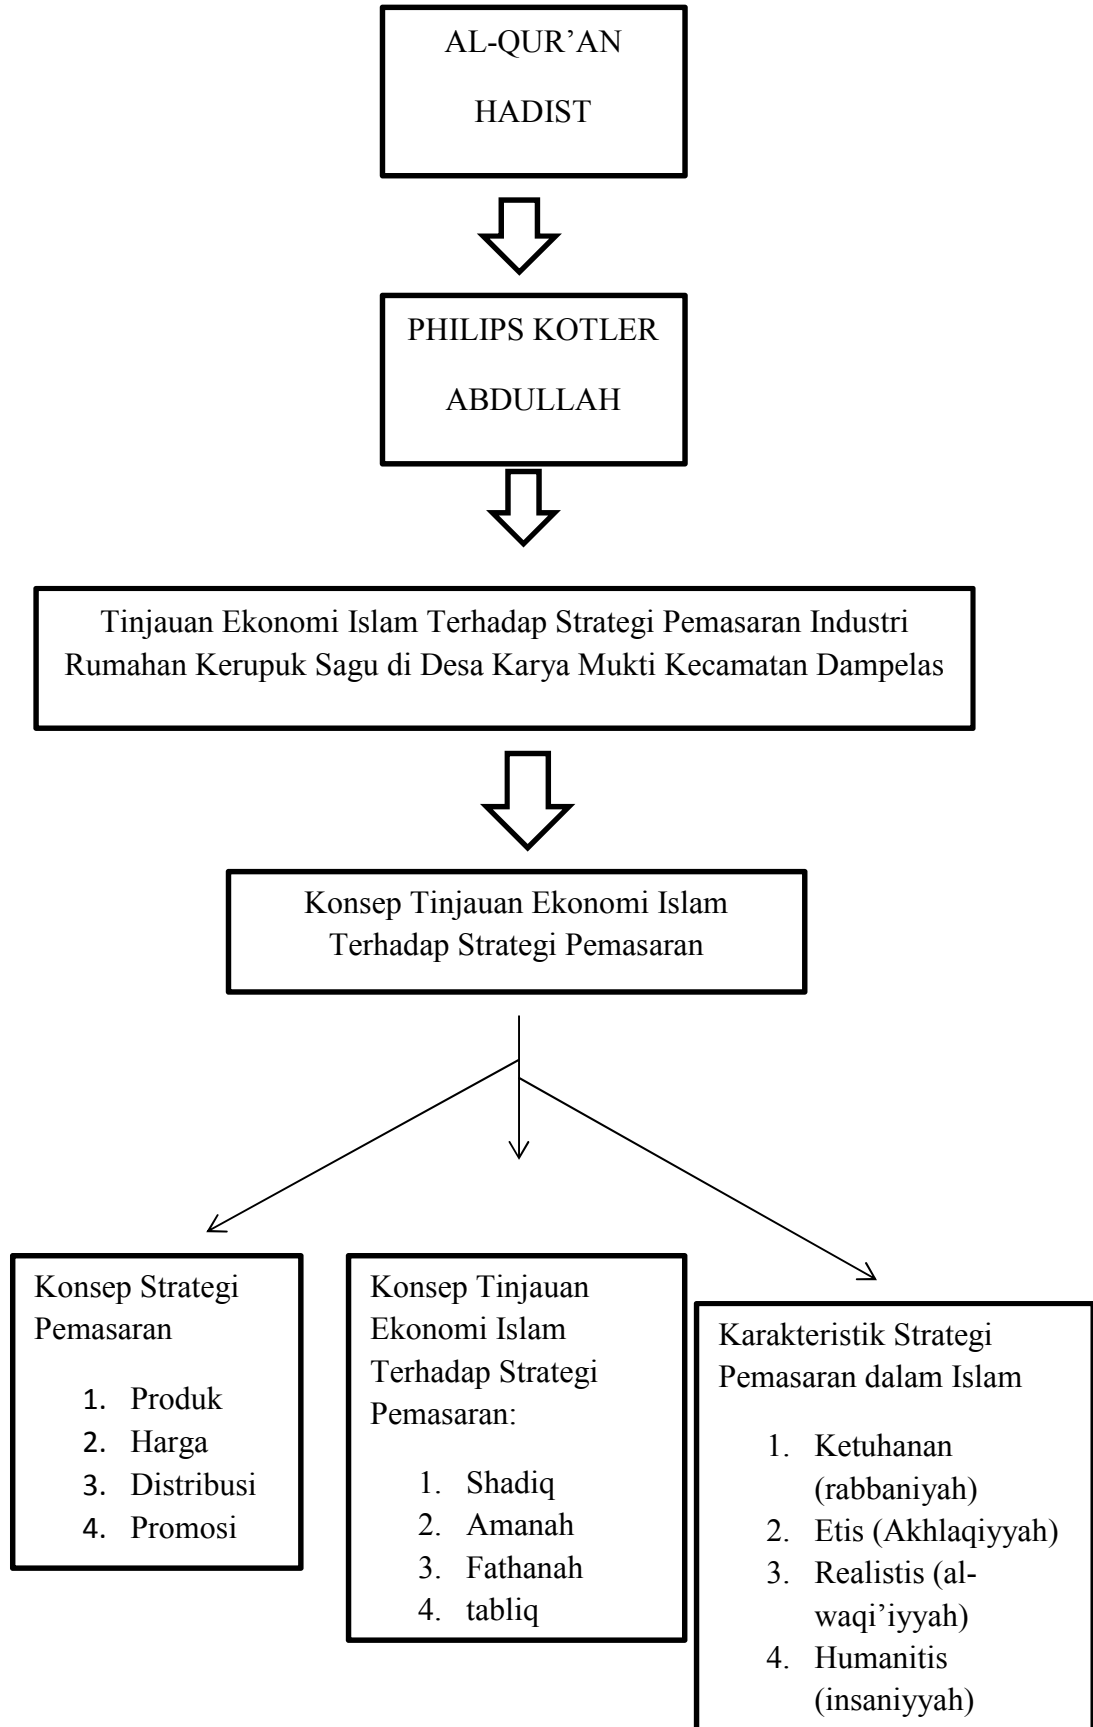 AL-QUR’AN
HADIST
PHILIPS KOTLER
ABDULLAH
Tinjauan Ekonomi Islam Terhadap Strategi Pemasaran Industri
Rumahan Kerupuk Sagu di Desa Karya Mukti Kecamatan Dampelas
Konsep Tinjauan Ekonomi Islam
Terhadap Strategi Pemasaran
Konsep Strategi
Pemasaran
1. Produk
2. Harga
3. Distribusi
4. Promosi
Konsep Tinjauan
Ekonomi Islam
Terhadap Strategi
Pemasaran:
1. Shadiq
2. Amanah
3. Fathanah
4. tabliq
Karakteristik Strategi
Pemasaran dalam Islam
1. Ketuhanan
(rabbaniyah)
2. Etis (Akhlaqiyyah)
3. Realistis (al-
waqi’iyyah)
4. Humanitis
(insaniyyah)